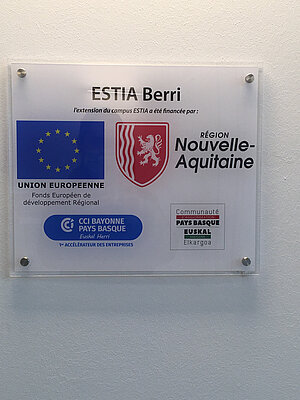 ESTIA Berri
l'extension du campus ESTIA a été financée par :
UNION EUROPEENNE
Fonds Européen de
développement Régional
RÉGION
Nouvelle-
Aquitaine
CCI BAYONNE
PAYS BASQUE
Euskal Herri
1er ACCÉLÉRATEUR DES ENTREPRISES
Communauté
PAYS BASQUE
EUSKAL
Elkargoa